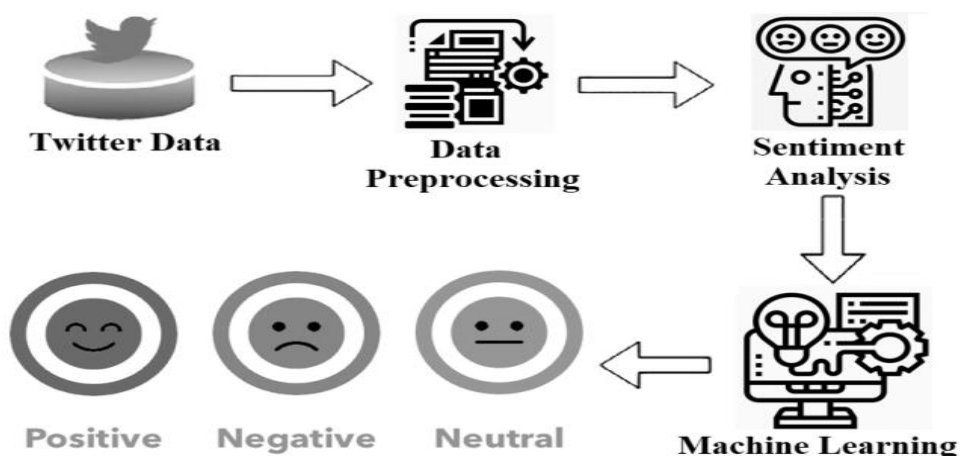 Twitter Data
Data
Preprocessing
Sentiment
Analysis
Machine Learning
Positive
Negative
Neutral